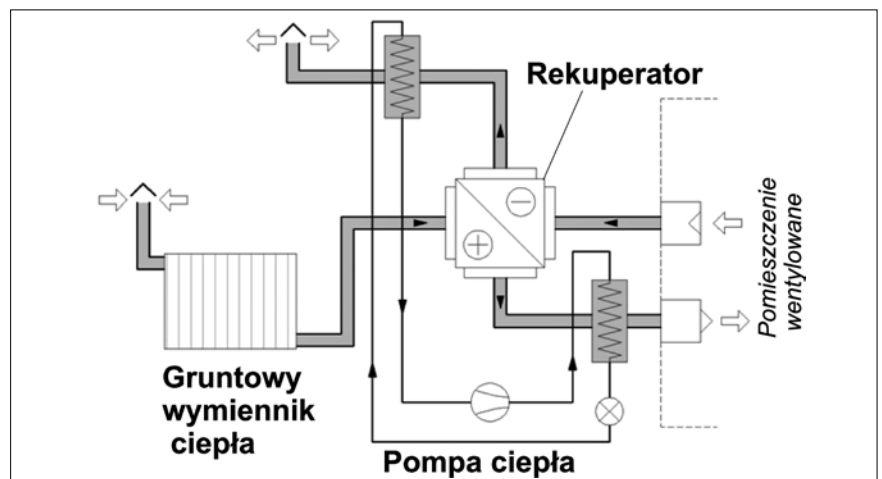 Rekuperator
Pomieszczenie
wentylowane
Gruntowy
wymiennik
ciepła
Pompa ciepła